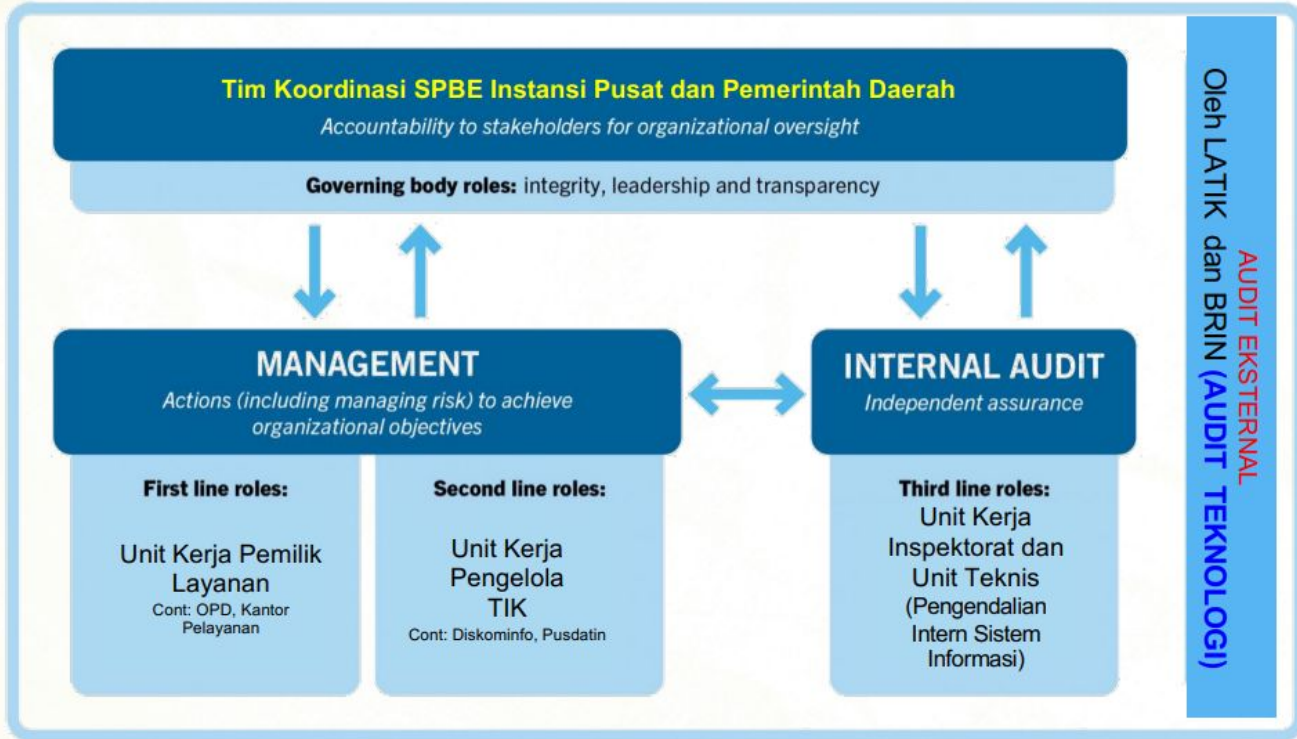 Tim Koordinasi SPBE Instansi Pusat dan Pemerintah Daerah
Accountability to stakeholders for organizational oversight
Governing body roles: integrity, leadership and transparency
MANAGEMENT
Actions (including managing risk) to achieve
organizational objectives
First line roles:
Unit Kerja Pemilik
Layanan
Cont: OPD, Kantor
Pelayanan
Second line roles:
Unit Kerja
Pengelola
TIK
Cont: Diskominfo, Pusdatin
INTERNAL AUDIT
Independent assurance
Third line roles:
Unit Kerja
Inspektorat dan
Unit Teknis
(Pengendalian
Intern Sistem
Informasi)
AUDIT EKSTERNAL
Oleh LATIK dan BRIN (AUDIT TEKNOLOGI)